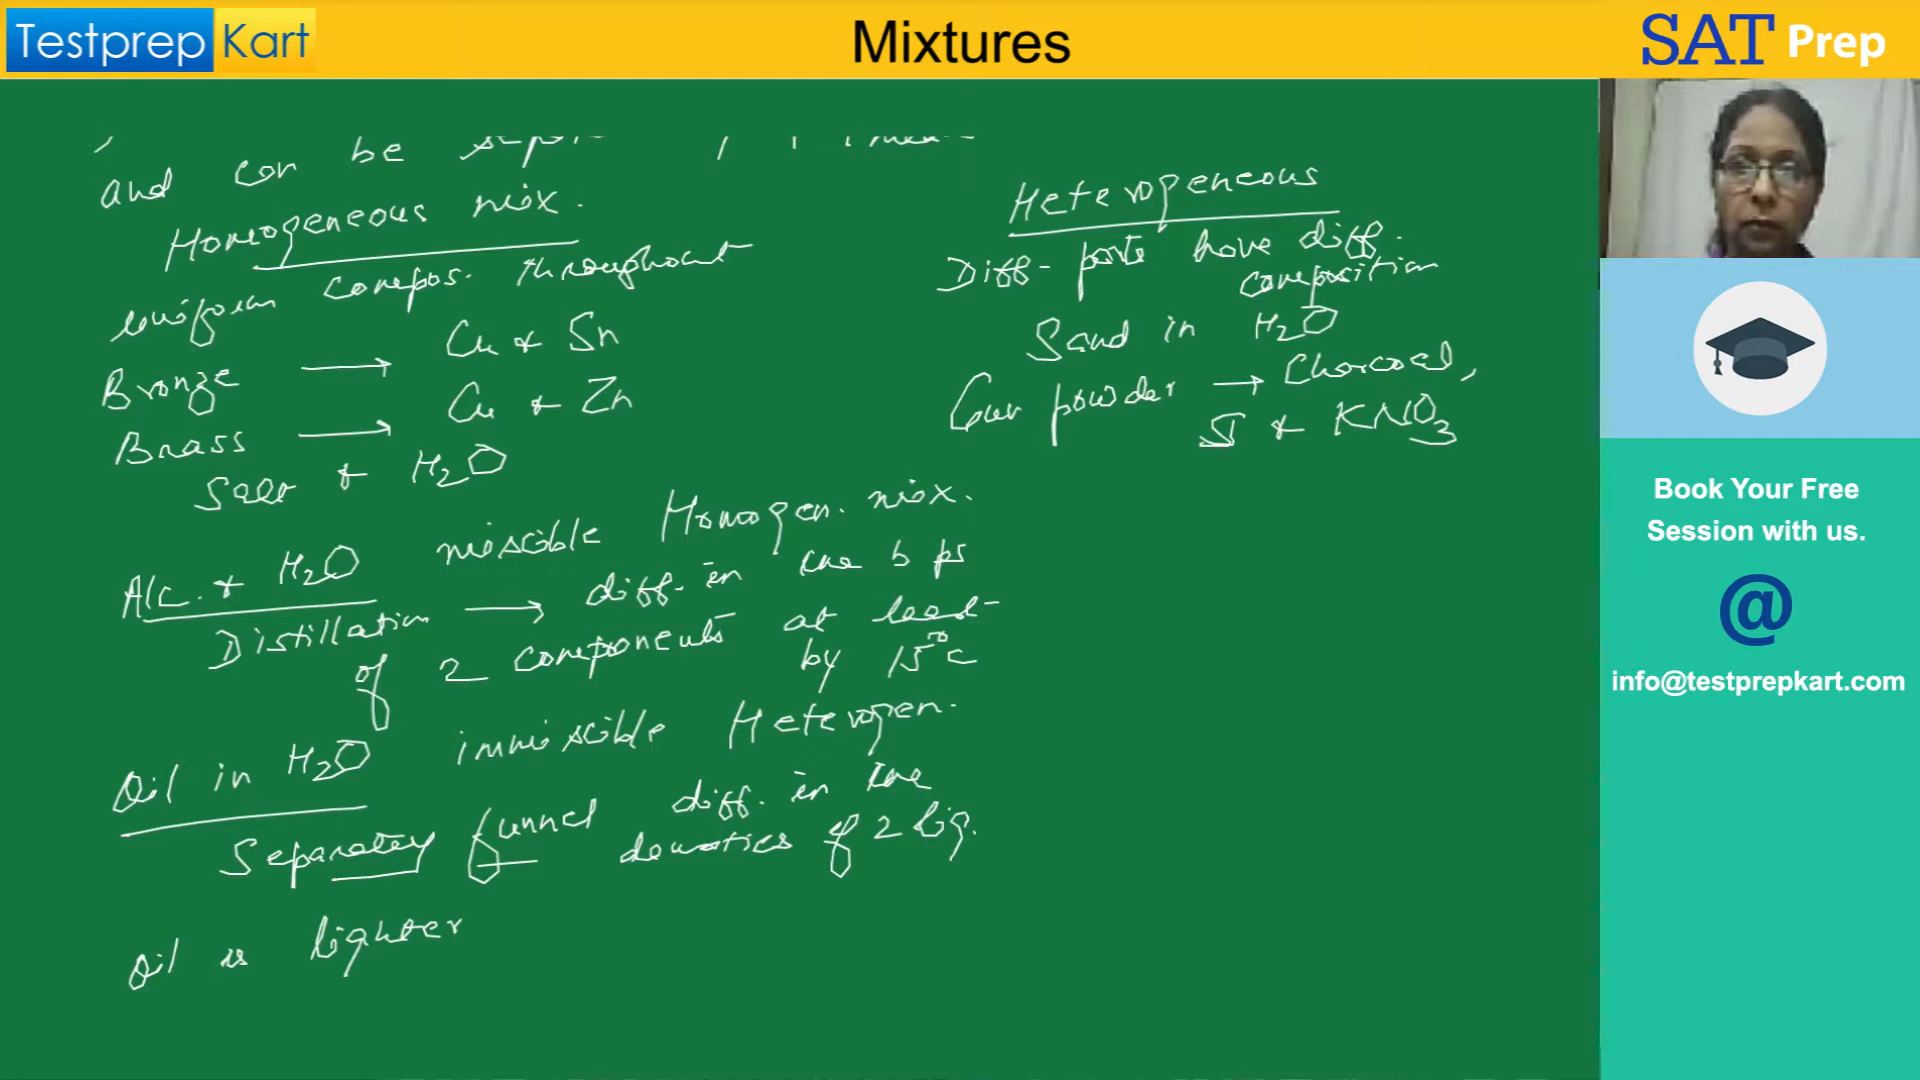 Testprep Kart
Mixtures
SAT Prep
and can be
Homogeneous mix.
uniform compos. throughout
Bronze → Cu & Sn
Brass → Cu & Zn
Salt & H2O
Heterogeneous
Diff- parts have diff.
composition
Sand in H2O
Gun powder → Charcoal,
S & KNO3
Alc. & H2O miscible Homogen. mix.
Distillation → diff. in the b ps
of 2 components at least
by 15°C
Oil in H2O immiscible Heterogen.
Separatey funnel diff. in the
densities of 2 liq.
Oil is lighter
Book Your Free
Session with us.
@
info@testprepkart.com